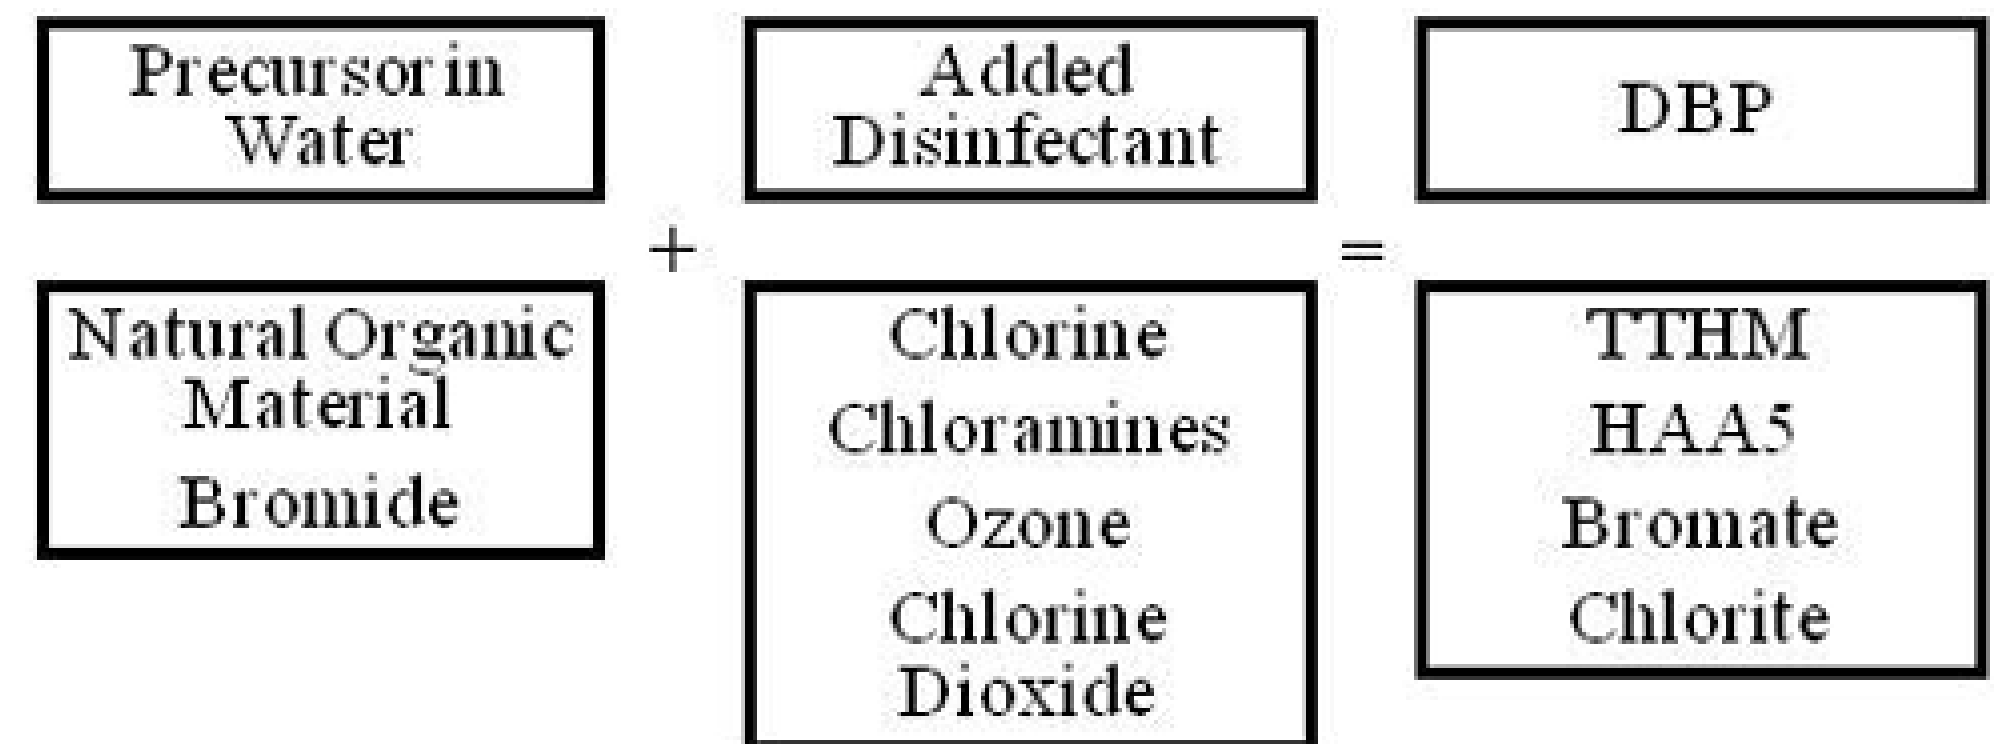 Precursor in
Water
Added
Disinfectant
DBP
+
=
Natural Organic
Material
Bromide
Chlorine
Chloramines
Ozone
Chlorine
Dioxide
TTHM
HAA5
Bromate
Chlorite